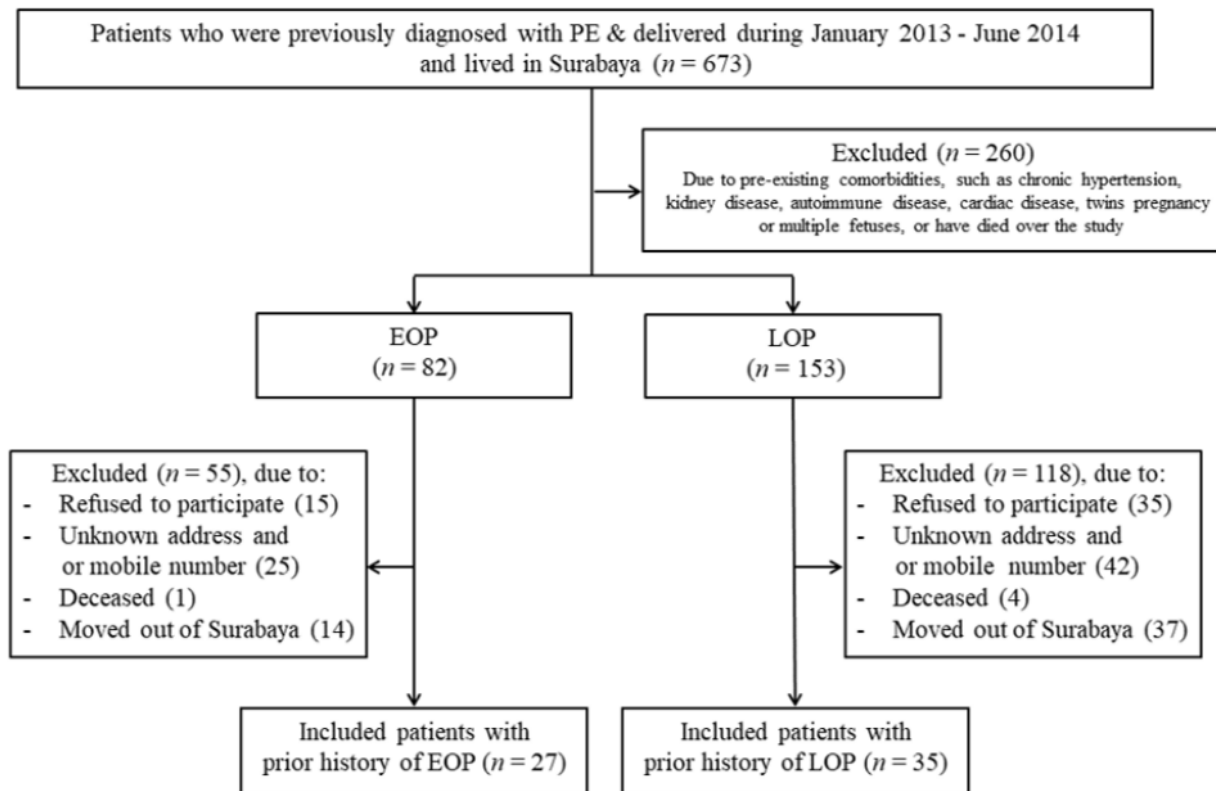 Patients who were previously diagnosed with PE & delivered during January 2013 - June 2014
and lived in Surabaya (n = 673)
Excluded (n = 260)
Due to pre-existing comorbidities, such as chronic hypertension,
kidney disease, autoimmune disease, cardiac disease, twins pregnancy
or multiple fetuses, or have died over the study
EOP
(n = 82)
LOP
(n = 153)
Excluded (n = 55), due to:
- Refused to participate (15)
- Unknown address and
or mobile number (25)
- Deceased (1)
- Moved out of Surabaya (14)
Excluded (n = 118), due to:
- Refused to participate (35)
- Unknown address and
or mobile number (42)
- Deceased (4)
- Moved out of Surabaya (37)
Included patients with
prior history of EOP (n = 27)
Included patients with
prior history of LOP (n = 35)